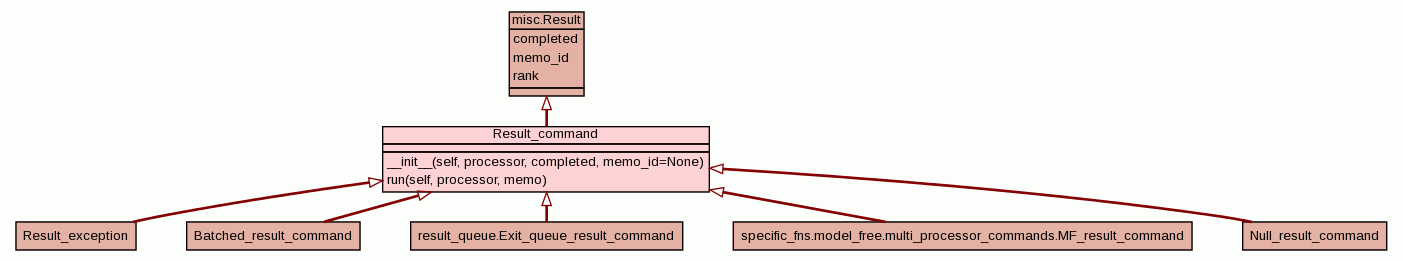 misc.Result
completed
memo_id
rank
Result_command
__init__(self, processor, completed, memo_id=None)
run(self, processor, memo)
Result_exception
Batched_result_command
result_queue.Exit_queue_result_command
specific_fns.model_free.multi_processor_commands.MF_result_command
Null_result_command